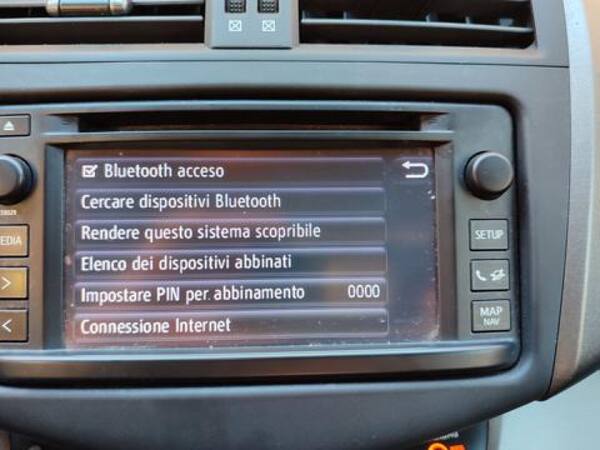 Bluetooth acceso
Cercare dispositivi Bluetooth
Rendere questo sistema scopribile
Elenco dei dispositivi abbinati
Impostare PIN per abbinamento 0000
Connessione Internet
EDIA
SETUP
MAP
NAV